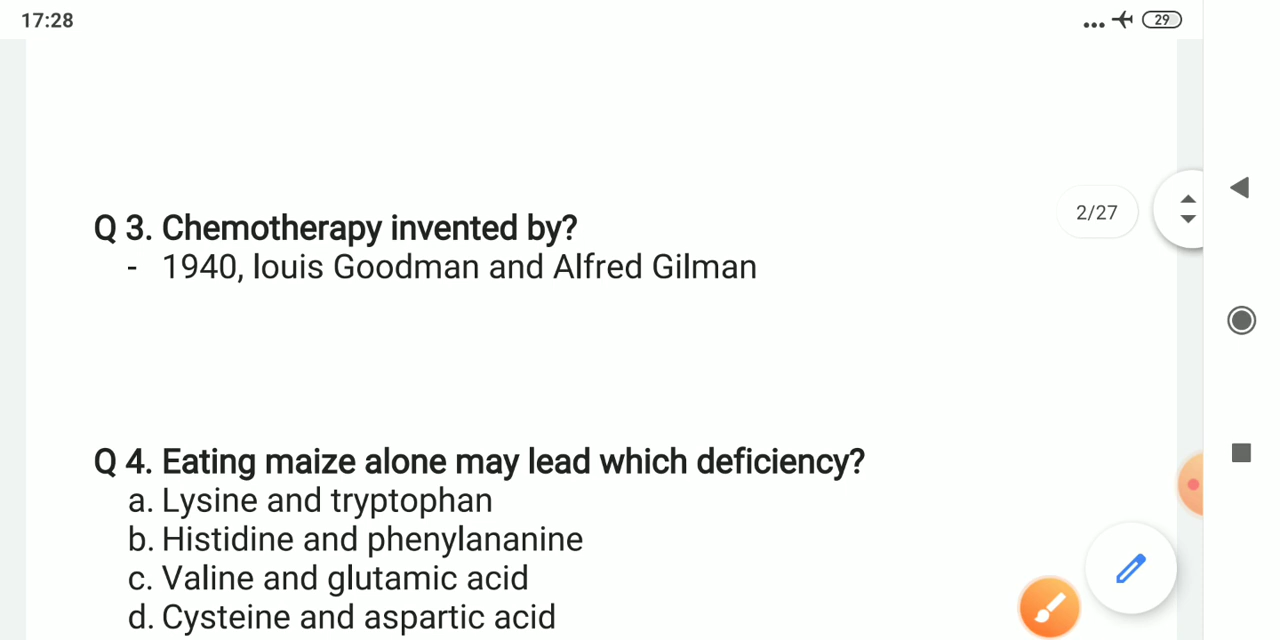 17:28
... 29
Q 3. Chemotherapy invented by?
- 1940, louis Goodman and Alfred Gilman
2/27
Q 4. Eating maize alone may lead which deficiency?
a. Lysine and tryptophan
b. Histidine and phenylananine
c. Valine and glutamic acid
d. Cysteine and aspartic acid